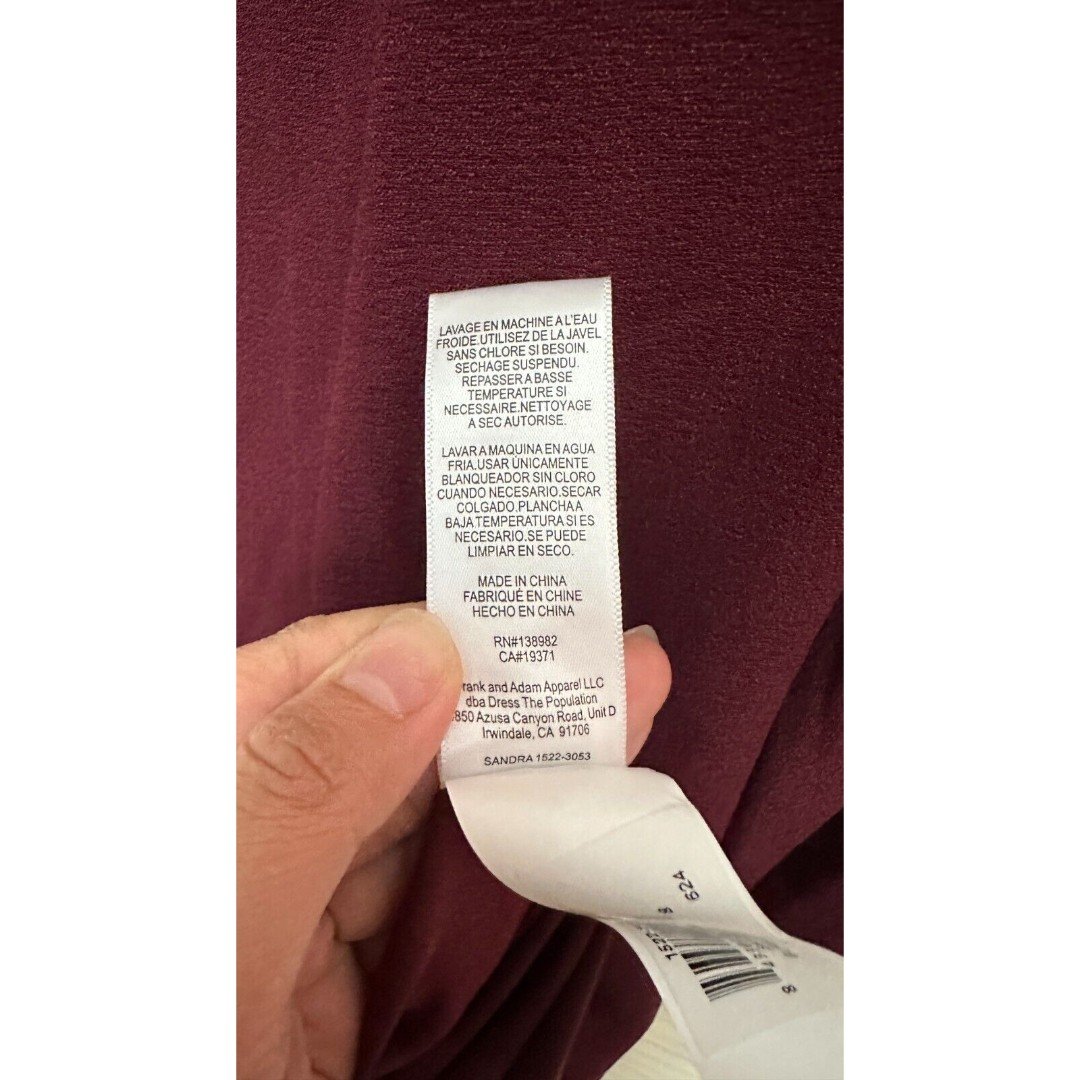 LAVAGE EN MACHINE A L'EAU
FROIDE.UTILISEZ DE LA JAVEL
SANS CHLORE SI BESOIN.
SECHAGE SUSPENDU.
REPASSER A BASSE
TEMPERATURE SI
NECESSAIRE.NETTOYAGE
A SEC AUTORISE.
LAVAR A MAQUINA EN AGUA
FRIA.USAR ÚNICAMENTE
BLANQUEADOR SIN CLORO
CUANDO NECESARIO.SECAR
COLGADO.PLANCHA A
BAJA TEMPERATURA SI ES
NECESARIO.SE PUEDE
LIMPIAR EN SECO.
MADE IN CHINA
FABRIQUÉ EN CHINE
HECHO EN CHINA
RN#138982
CA#19371
rank and Adam Apparel LLC
dba Dress The Population
850 Azusa Canyon Road, Unit D
Irwindale, CA 91706
SANDRA 1522-3053
62A